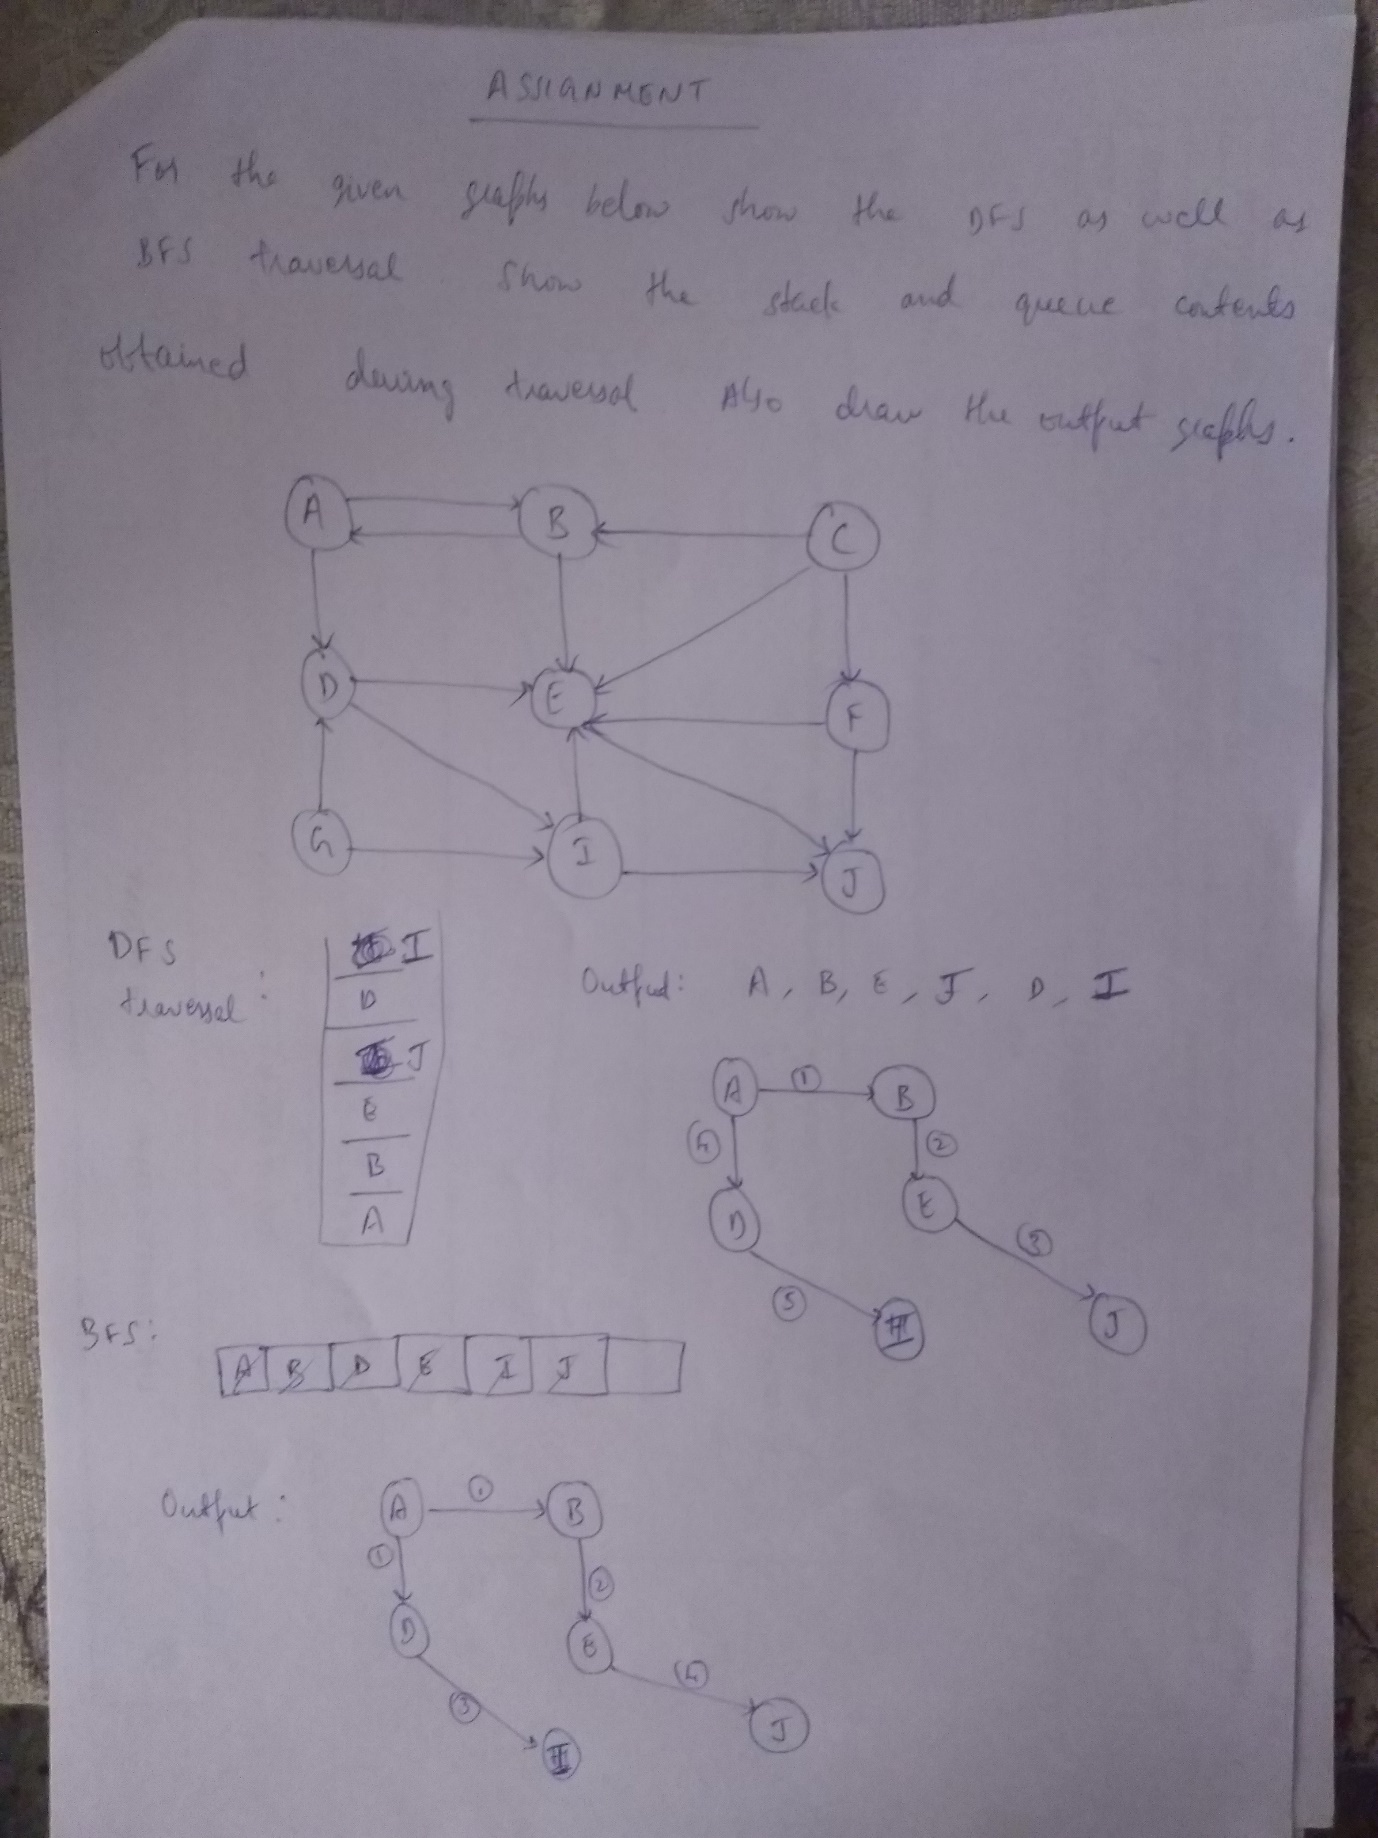 ASSIGNMENT
For the given graphs below show the DFS as well as
BFS traversal. Show the stack and queue contents
obtained during traversal Also draw the output graphs.
A B C
D E F
G I J
DFS
traversal :
I
D
J
E
B
A
Output: A, B, E, J, D, I
A 1 B
4 2
D E
3
5
I J
BFS:
A B D E I J
Output :
A 1 B
1 2
D E
4
3
J
I